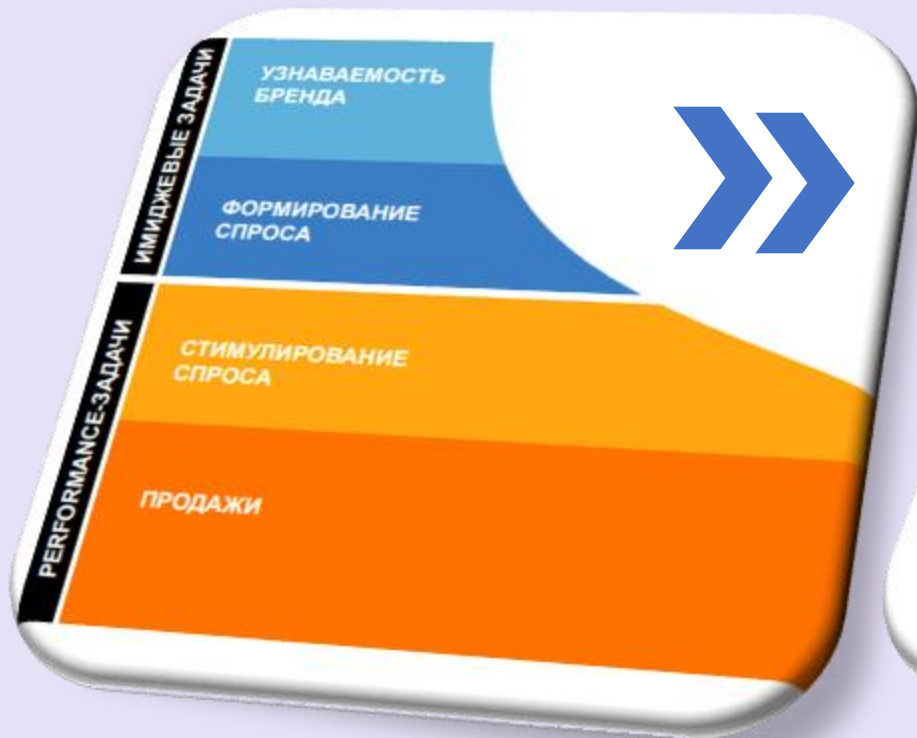 ИМИДЖЕВЫЕ ЗАДАЧИ
УЗНАВАЕМОСТЬ
БРЕНДА
ФОРМИРОВАНИЕ
СПРОСА
PERFORMANCE-ЗАДАЧИ
СТИМУЛИРОВАНИЕ
СПРОСА
ПРОДАЖИ